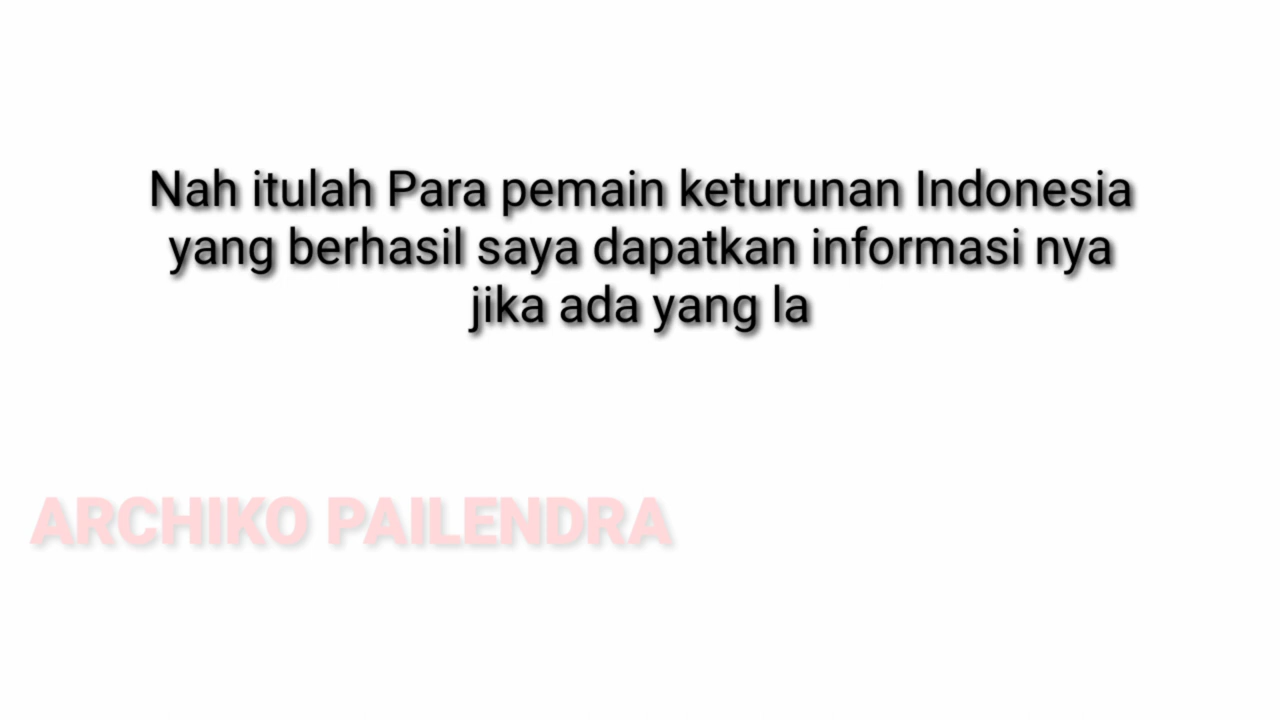 Nah itulah Para pemain keturunan Indonesia
yang berhasil saya dapatkan informasi nya
jika ada yang la
ARCHIKO PAILENDRA